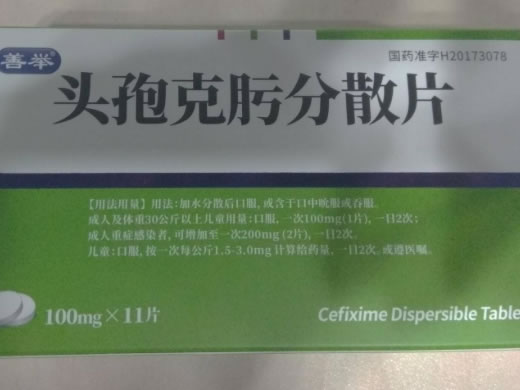 善举®
国药准字H20173078
头孢克肟分散片
【用法用量】用法:加水分散后口服,或含于口中吮服或吞服。
成人及体重30公斤以上儿童用量:口服,一次100mg(1片),一日2次;
成人重症感染者,可增加至一次200mg(2片),一日2次。
儿童:口服,按一次每公斤1.5-3.0mg计算给药量,一日2次。或遵医嘱。
100mg×11片
Cefixime Dispersible Table